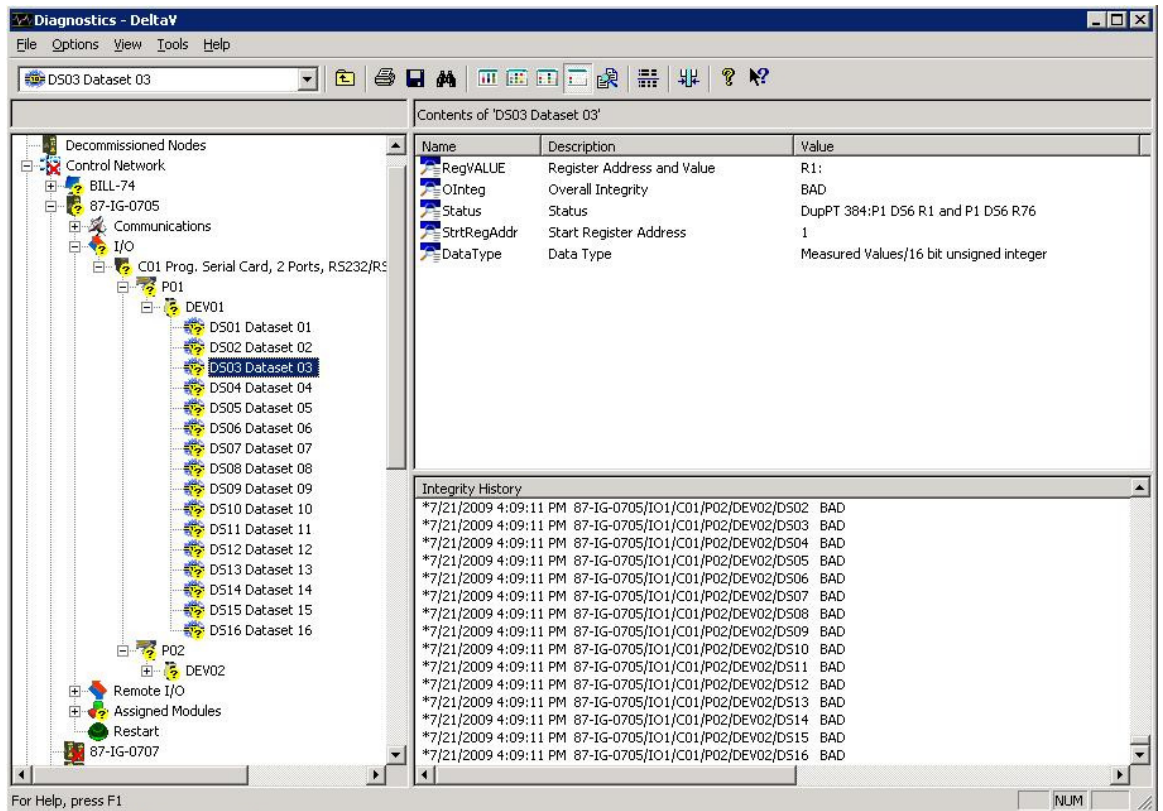 Diagnostics - DeltaV
File Options View Tools Help
DS03 Dataset 03
Contents of 'DS03 Dataset 03'
Decommissioned Nodes
Control Network
BILL-74
87-IG-0705
Communications
I/O
C01 Prog. Serial Card, 2 Ports, RS232/RS
P01
DEV01
DS01 Dataset 01
DS02 Dataset 02
DS03 Dataset 03
DS04 Dataset 04
DS05 Dataset 05
DS06 Dataset 06
DS07 Dataset 07
DS08 Dataset 08
DS09 Dataset 09
DS10 Dataset 10
DS11 Dataset 11
DS12 Dataset 12
DS13 Dataset 13
DS14 Dataset 14
DS15 Dataset 15
DS16 Dataset 16
P02
DEV02
Remote I/O
Assigned Modules
Restart
87-IG-0707
Name Description Value
RegVALUE Register Address and Value R1:
OInteg Overall Integrity BAD
Status Status DupPT 384:P1 DS6 R1 and P1 DS6 R76
StrtRegAddr Start Register Address 1
DataType Data Type Measured Values/16 bit unsigned integer
Integrity History
*7/21/2009 4:09:11 PM 87-IG-0705/IO1/C01/P02/DEV02/DS02 BAD
*7/21/2009 4:09:11 PM 87-IG-0705/IO1/C01/P02/DEV02/DS03 BAD
*7/21/2009 4:09:11 PM 87-IG-0705/IO1/C01/P02/DEV02/DS04 BAD
*7/21/2009 4:09:11 PM 87-IG-0705/IO1/C01/P02/DEV02/DS05 BAD
*7/21/2009 4:09:11 PM 87-IG-0705/IO1/C01/P02/DEV02/DS06 BAD
*7/21/2009 4:09:11 PM 87-IG-0705/IO1/C01/P02/DEV02/DS07 BAD
*7/21/2009 4:09:11 PM 87-IG-0705/IO1/C01/P02/DEV02/DS08 BAD
*7/21/2009 4:09:11 PM 87-IG-0705/IO1/C01/P02/DEV02/DS09 BAD
*7/21/2009 4:09:11 PM 87-IG-0705/IO1/C01/P02/DEV02/DS10 BAD
*7/21/2009 4:09:11 PM 87-IG-0705/IO1/C01/P02/DEV02/DS11 BAD
*7/21/2009 4:09:11 PM 87-IG-0705/IO1/C01/P02/DEV02/DS12 BAD
*7/21/2009 4:09:11 PM 87-IG-0705/IO1/C01/P02/DEV02/DS13 BAD
*7/21/2009 4:09:11 PM 87-IG-0705/IO1/C01/P02/DEV02/DS14 BAD
*7/21/2009 4:09:11 PM 87-IG-0705/IO1/C01/P02/DEV02/DS15 BAD
*7/21/2009 4:09:11 PM 87-IG-0705/IO1/C01/P02/DEV02/DS16 BAD
For Help, press F1
NUM